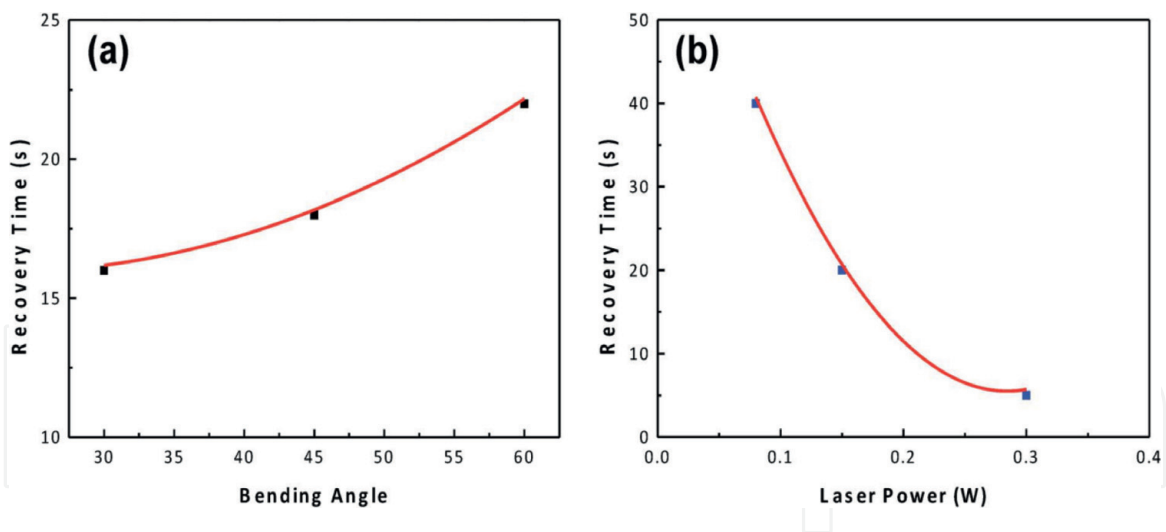 (a)
25
20
15
10
Recovery Time (s)
30 35 40 45 50 55 60
Bending Angle
(b)
50
40
30
20
10
0
Recovery Time (s)
0.0 0.1 0.2 0.3 0.4
Laser Power (W)